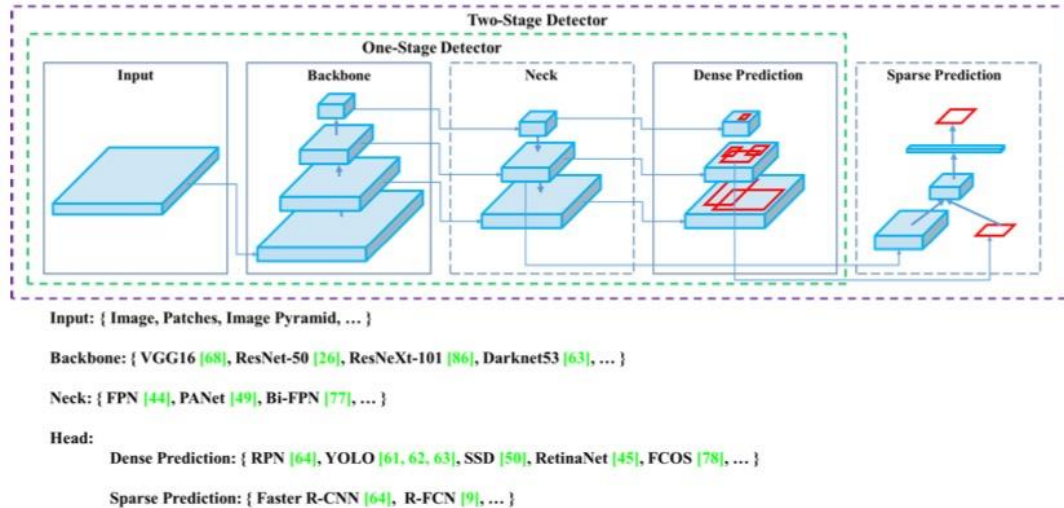 Two-Stage Detector
One-Stage Detector
Input
Backbone
Neck
Dense Prediction
Sparse Prediction
Input: { Image, Patches, Image Pyramid, … }
Backbone: { VGG16 [68], ResNet-50 [26], ResNeXt-101 [86], Darknet53 [63], … }
Neck: { FPN [44], PANet [49], Bi-FPN [77], … }
Head:
Dense Prediction: { RPN [64], YOLO [61, 62, 63], SSD [50], RetinaNet [45], FCOS [78], … }
Sparse Prediction: { Faster R-CNN [64], R-FCN [9], … }